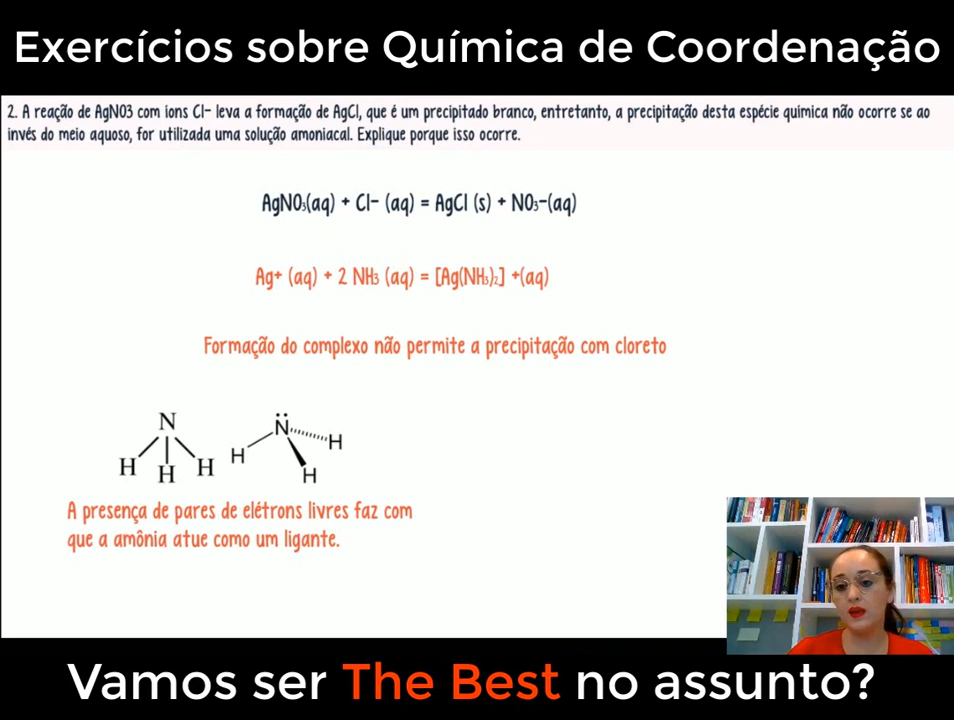 Exercícios sobre Química de Coordenação
2. A reação de AgNO3 com ions Cl- leva a formação de AgCl, que é um precipitado branco, entretanto, a precipitação desta espécie química não ocorre se ao
invés do meio aquoso, for utilizada uma solução amoniacal. Explique porque isso ocorre.
AgNO₃(aq) + Cl- (aq) = AgCl (s) + NO₃-(aq)
Ag+ (aq) + 2 NH₃ (aq) = [Ag(NH₃)₂] +(aq)
Formação do complexo não permite a precipitação com cloreto
N
H H H
N
H H
H
A presença de pares de elétrons livres faz com
que a amônia atue como um ligante.
Vamos ser The Best no assunto?